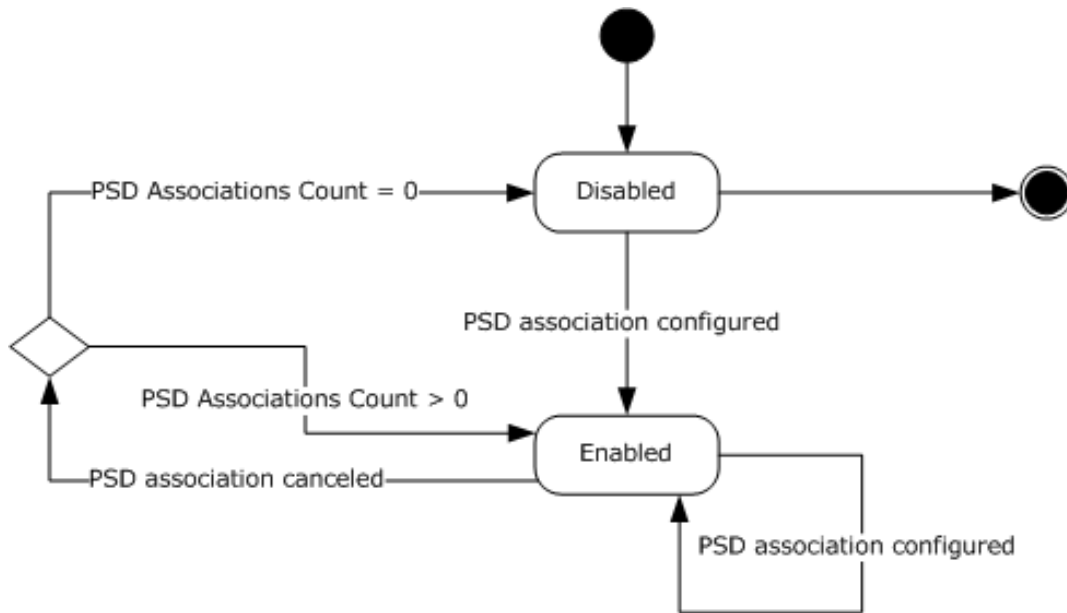 PSD Associations Count = 0
Disabled
PSD association configured
PSD Associations Count > 0
Enabled
PSD association canceled
PSD association configured